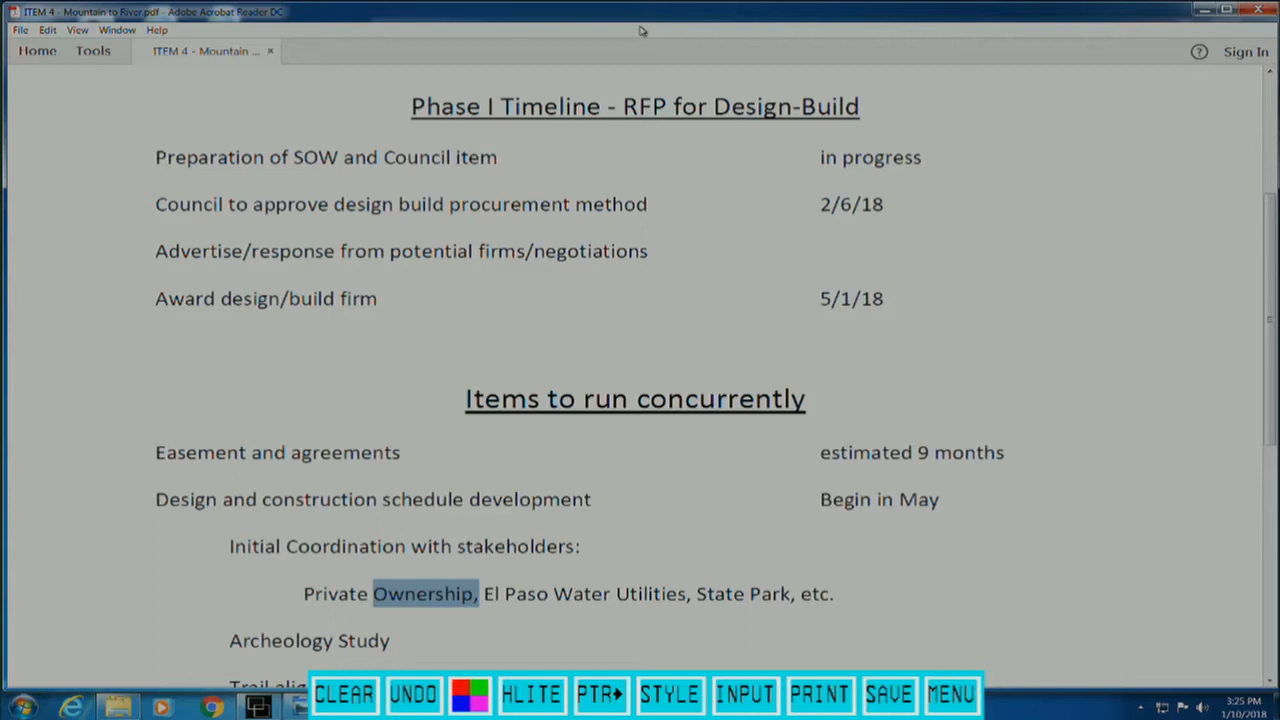 ITEM 4 - Mountain to River.pdf - Adobe Acrobat Reader DC
File Edit View Window Help
Home Tools ITEM 4 - Mountain ... × ? Sign In
Phase I Timeline - RFP for Design-Build
Preparation of SOW and Council item in progress
Council to approve design build procurement method 2/6/18
Advertise/response from potential firms/negotiations
Award design/build firm 5/1/18
Items to run concurrently
Easement and agreements estimated 9 months
Design and construction schedule development Begin in May
Initial Coordination with stakeholders:
Private Ownership, El Paso Water Utilities, State Park, etc.
Archeology Study
CLEAR UNDO HLITE PTR STYLE INPUT PRINT SAVE MENU
3:25 PM
1/10/2018